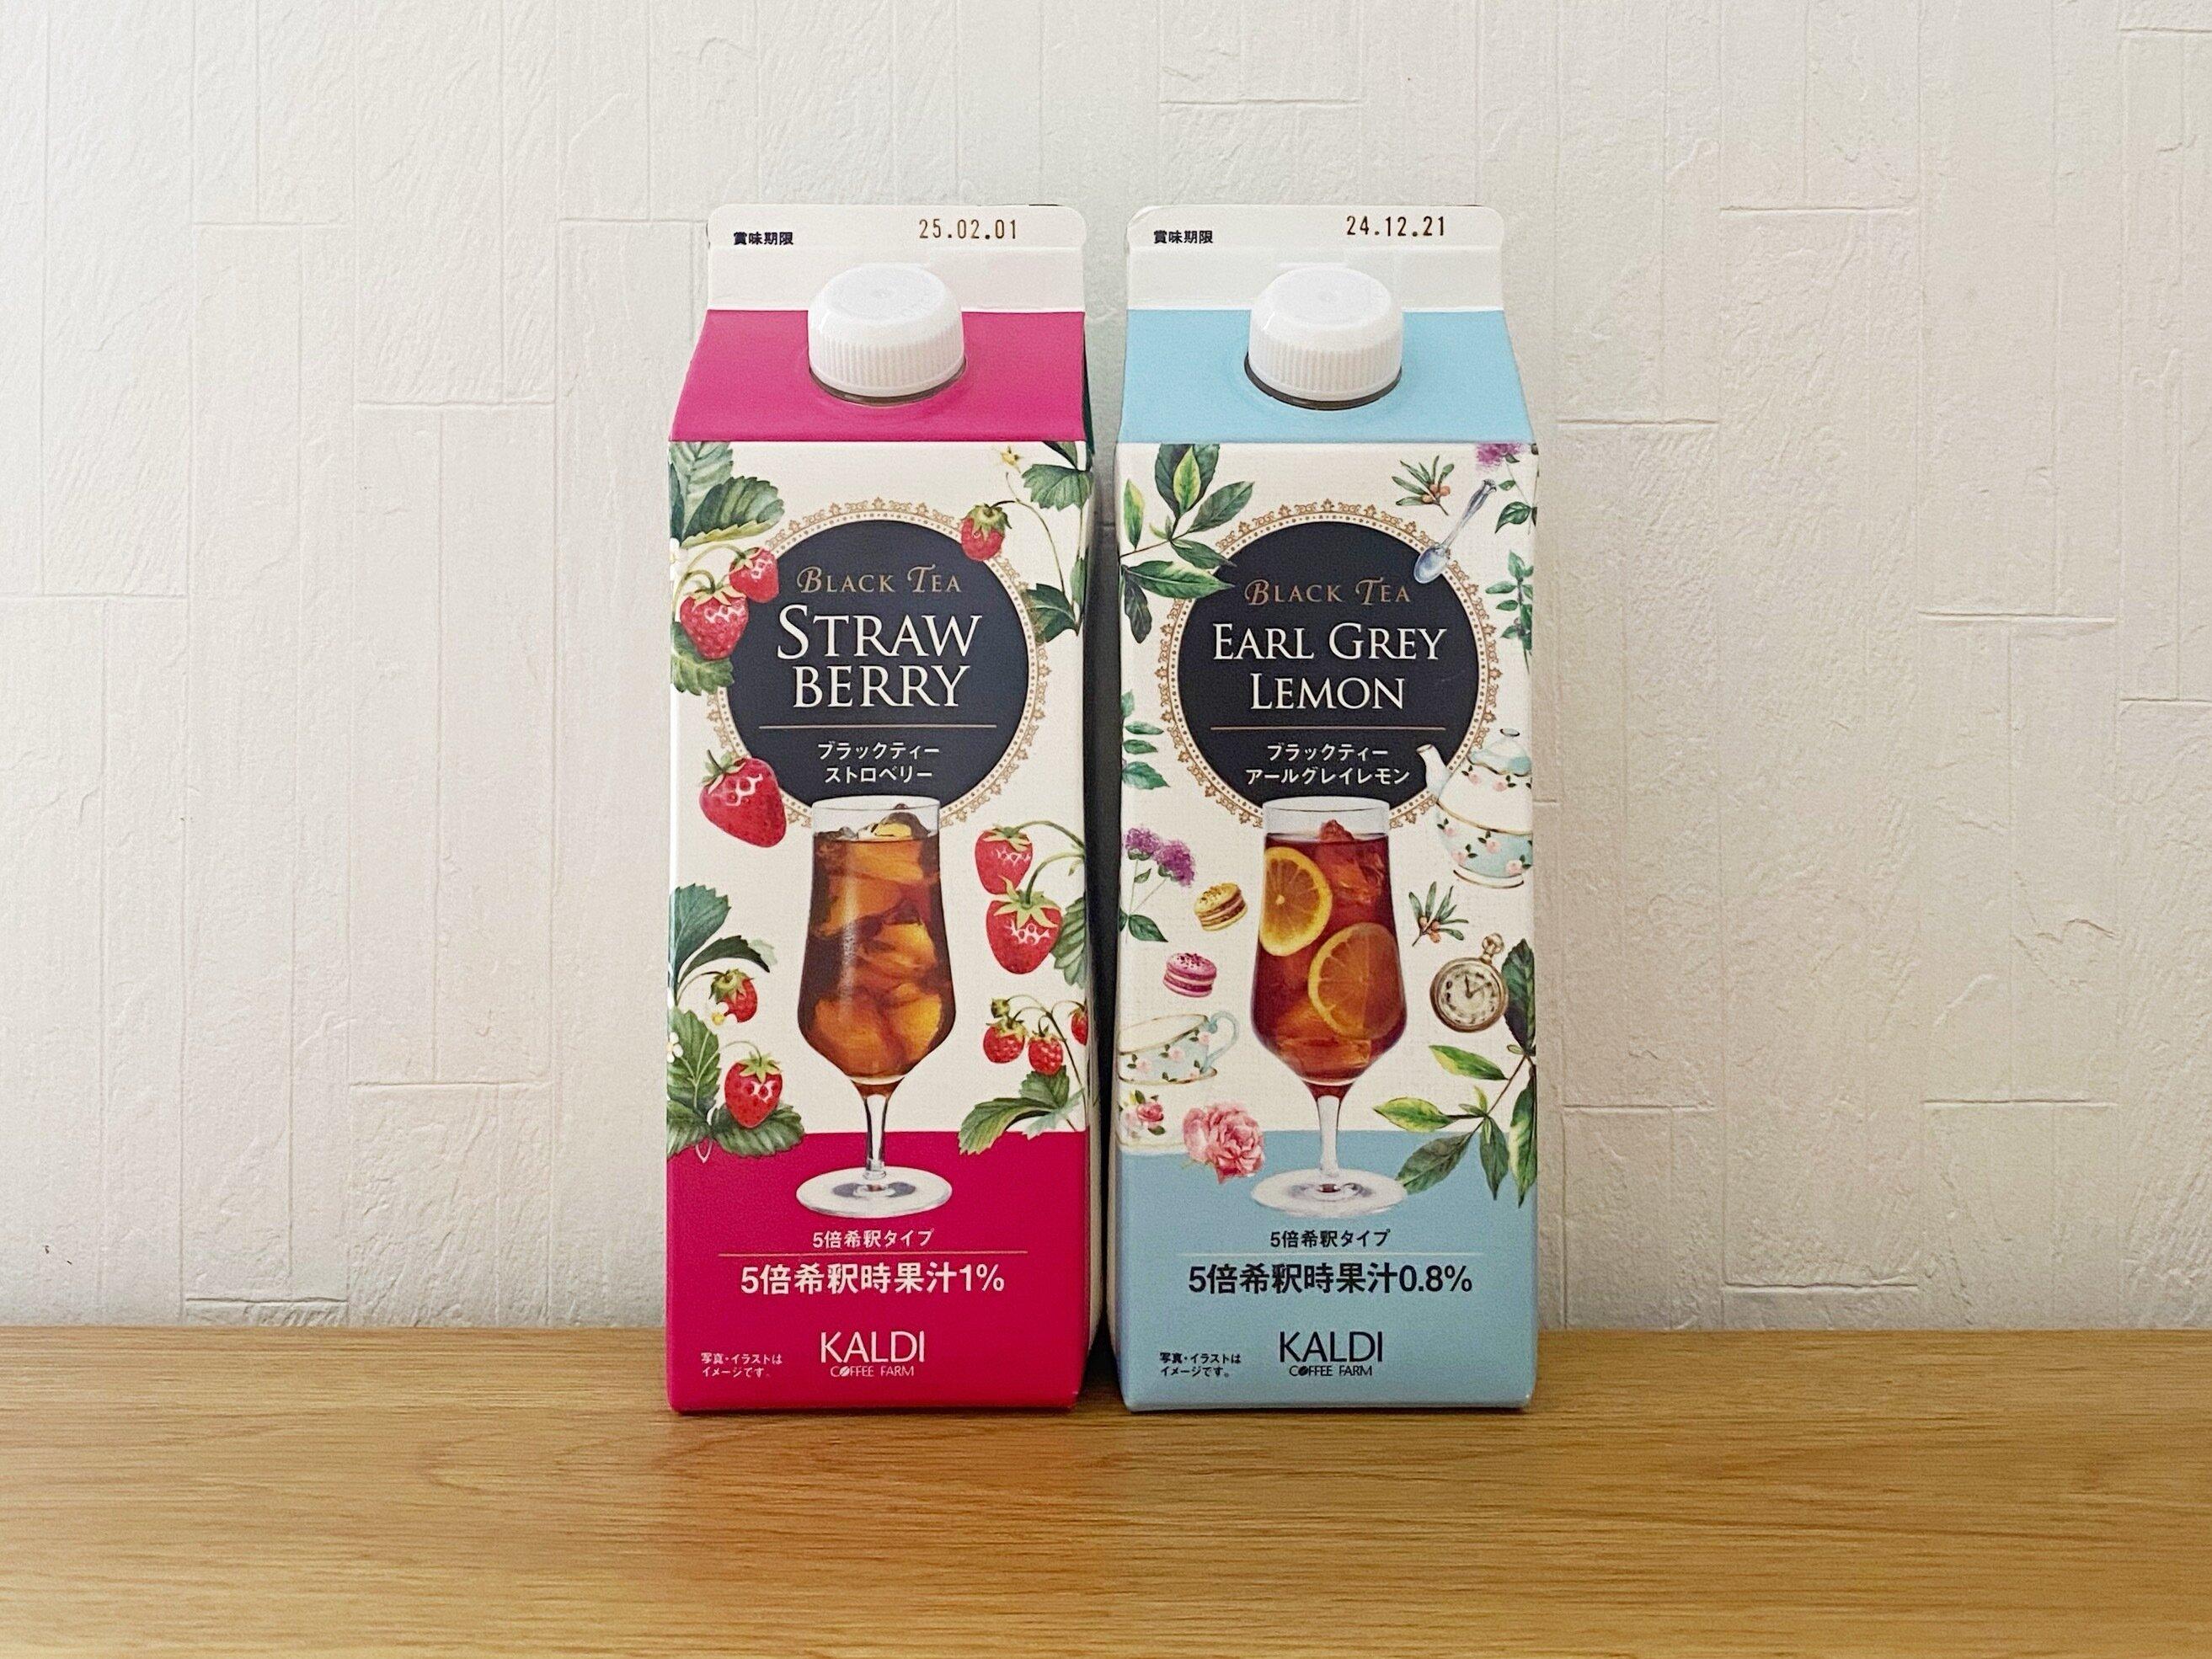 賞味期限 25.02.01
BLACK TEA
STRAW
BERRY
ブラックティー
ストロベリー
5倍希釈タイプ
5倍希釈時果汁1%
写真・イラストは
イメージです。
KALDI
COFFEE FARM
賞味期限 24.12.21
BLACK TEA
EARL GREY
LEMON
ブラックティー
アールグレイレモン
5倍希釈タイプ
5倍希釈時果汁0.8%
写真・イラストは
イメージです。
KALDI
COFFEE FARM